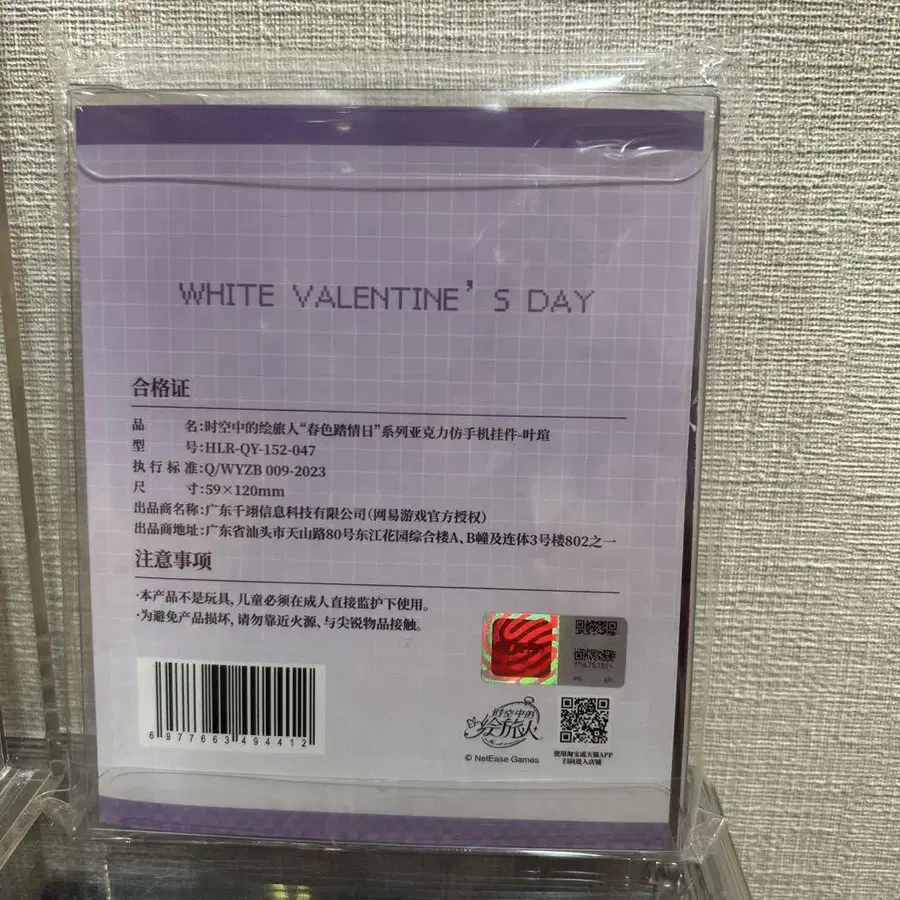 WHITE VALENTINE'S DAY
合格证
品 号:时空中的绘旅人“春色踏情日”系列亚克力仿手机挂件-叶瑄
型 号:HLR-QY-152-047
执行标准:Q/WYZB 009-2023
尺 寸:59×120mm
出品商名称:广东千翊信息科技有限公司(网易游戏官方授权)
出品商地址:广东省汕头市天山路80号东江花园综合楼A、B幢及连体3号楼802之一
注意事项
·本产品不是玩具,儿童必须在成人直接监护下使用。
·为避免产品损坏,请勿靠近火源、与尖锐物品接触。
6977663494412
时空中的
绘旅人
© NetEase Games
使用淘宝或天猫APP
扫码进入店铺